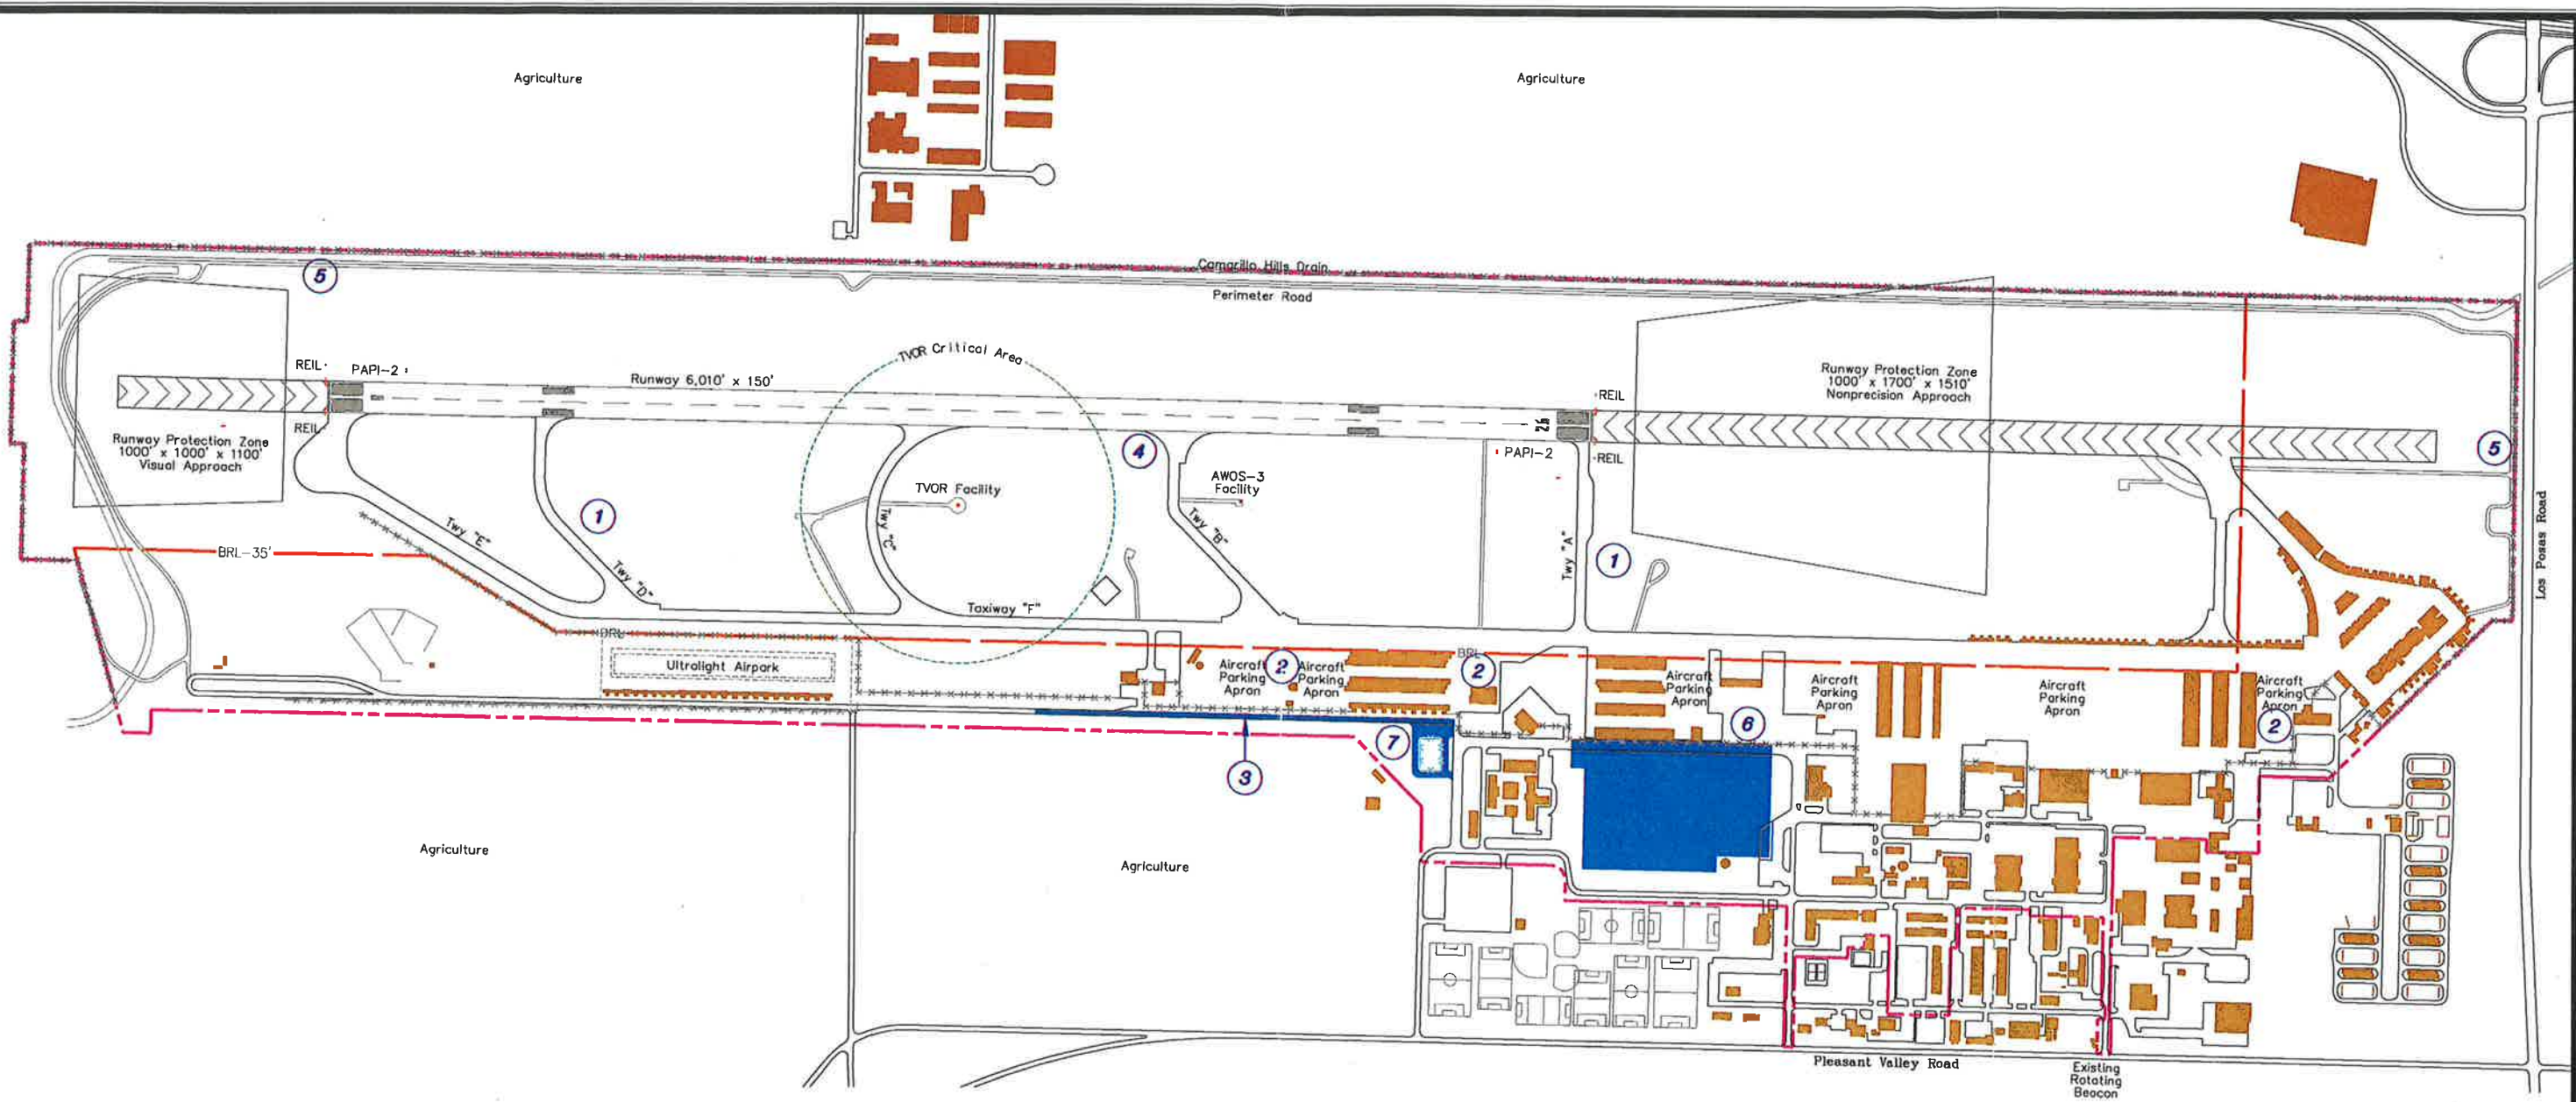 Agriculture
Agriculture
Camarillo Hills Drain
Perimeter Road
5
TVOR Critical Area
REIL
PAPI-2
Runway 6,010' x 150'
Runway Protection Zone
1000' x 1700' x 1510'
Nonprecision Approach
REIL
26
REIL
Runway Protection Zone
1000' x 1000' x 1100'
Visual Approach
4
PAPI-2
REIL
5
TVOR Facility
AWOS-3
Facility
1
Twy "E"
Twy "C"
Twy "B"
Twy "A"
1
Los Posas Road
BRL-35'
Twy "D"
Taxiway "F"
BRL
BRL
Ultralight Airpark
Aircraft
Parking
Apron
2
Aircraft
Parking
Apron
2
Aircraft
Parking
Apron
Aircraft
Parking
Apron
Aircraft
Parking
Apron
Aircraft
Parking
Apron
2
6
7
3
Agriculture
Agriculture
Pleasant Valley Road
Existing
Rotating
Beacon